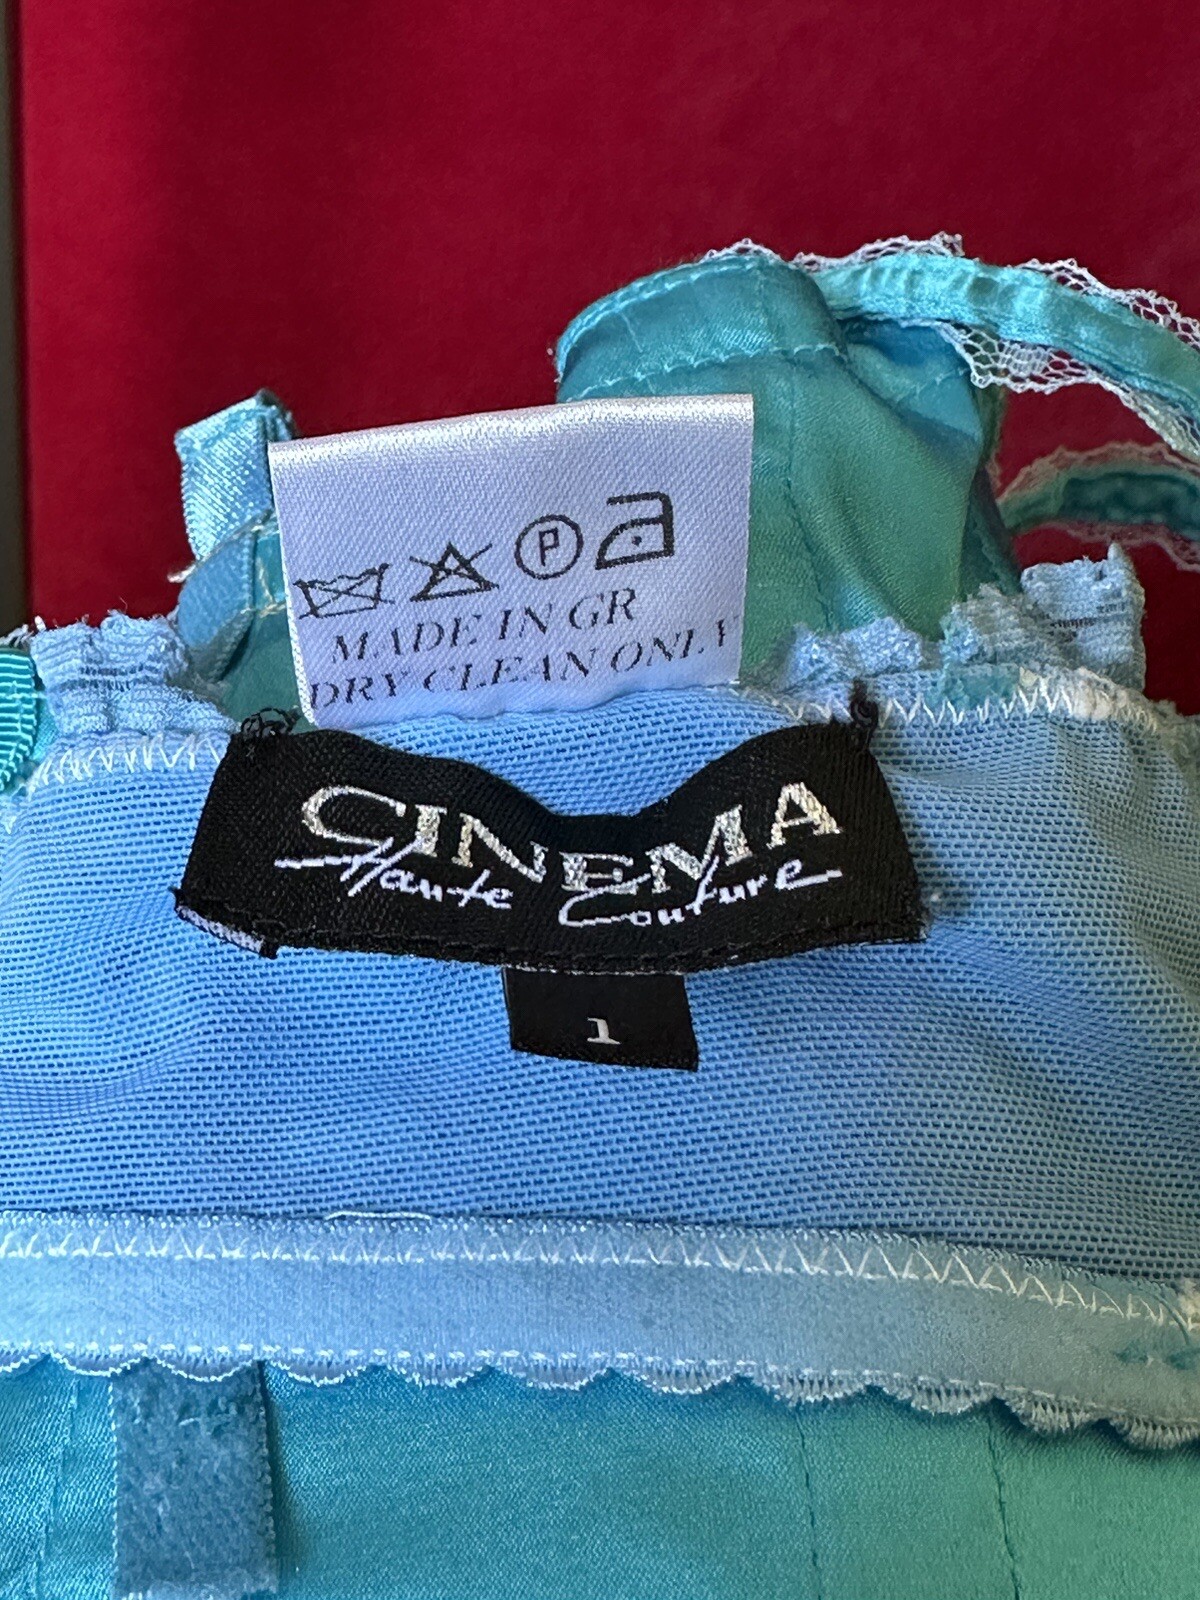 P
MADE IN GR
DRY CLEAN ONLY
CINEMA
Haute Couture
1